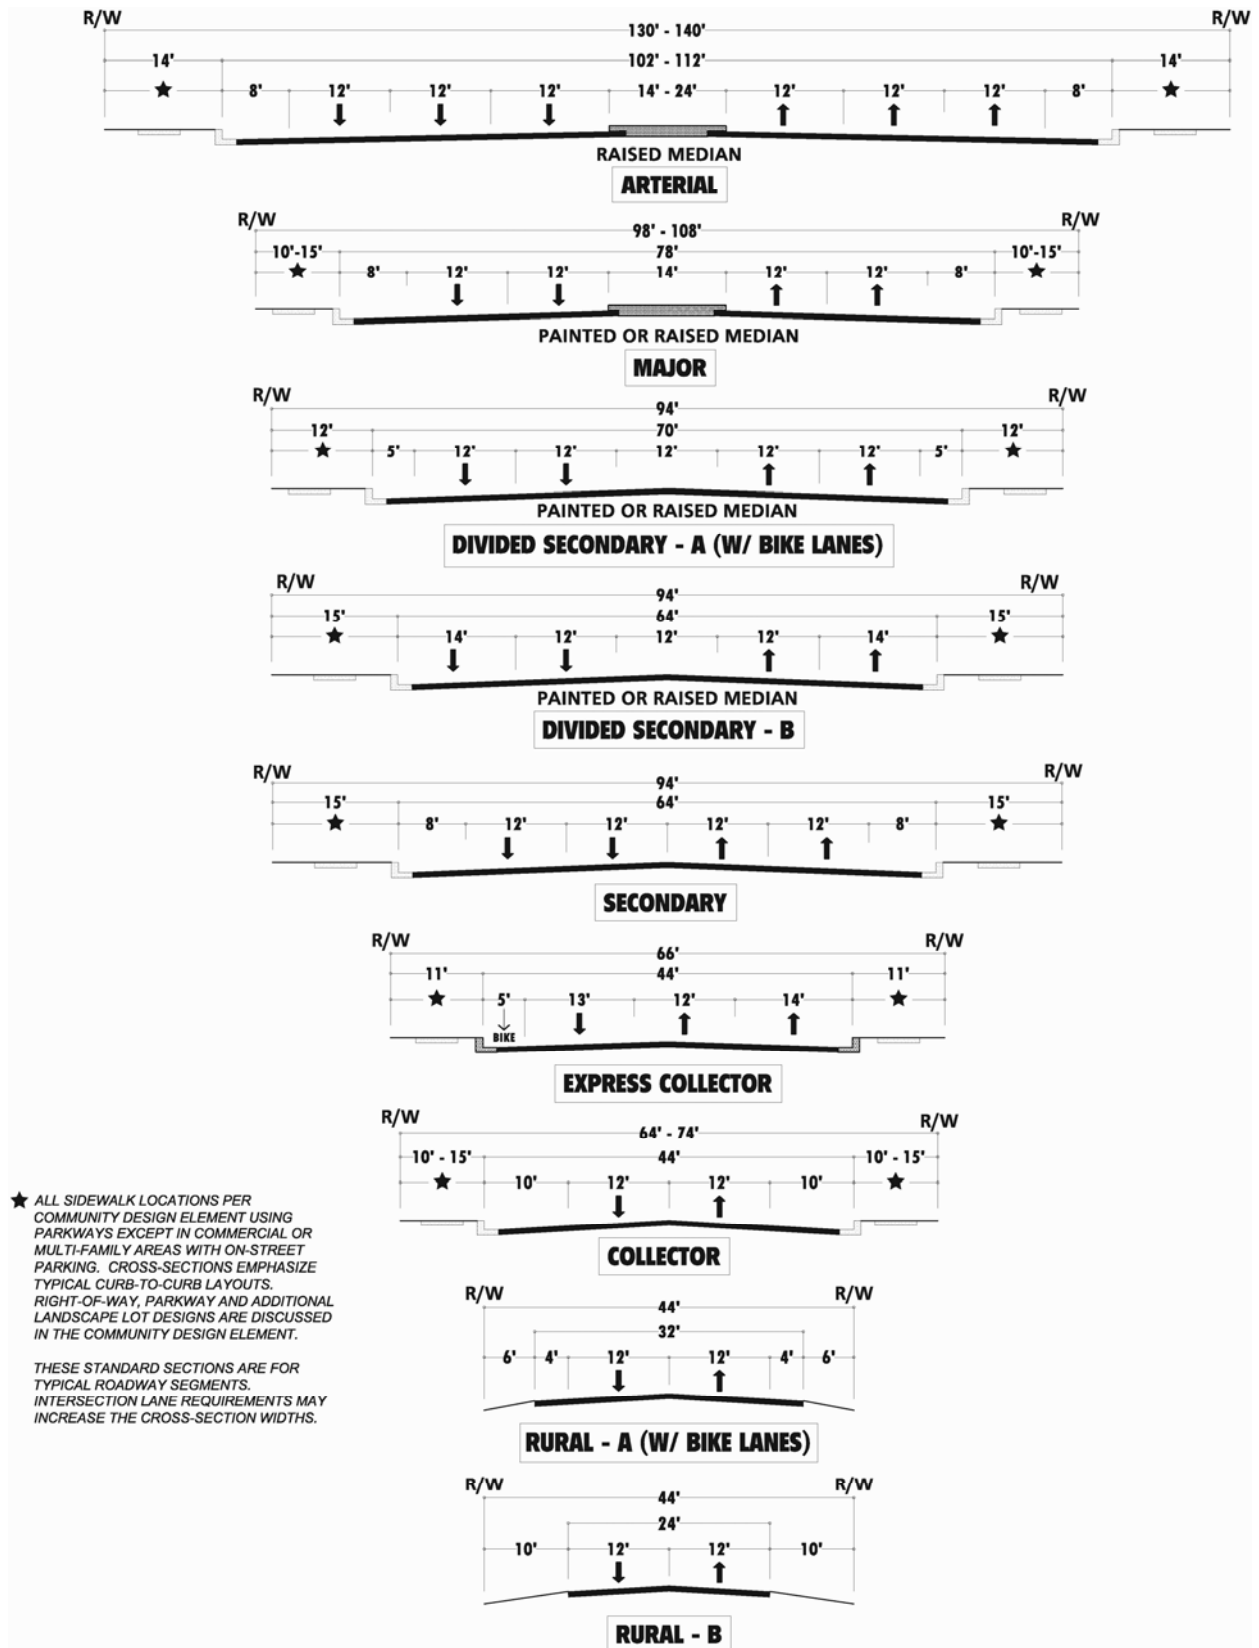 R/W R/W
130' - 140'
14' 102' - 112' 14'
★ 8' 12' 12' 12' 14' - 24' 12' 12' 12' 8' ★
RAISED MEDIAN
ARTERIAL
R/W R/W
98' - 108'
10'-15' 78' 10'-15'
★ 8' 12' 12' 14' 12' 12' 8' ★
PAINTED OR RAISED MEDIAN
MAJOR
R/W R/W
94'
12' 70' 12'
★ 5' 12' 12' 12' 12' 12' 5' ★
PAINTED OR RAISED MEDIAN
DIVIDED SECONDARY - A (W/ BIKE LANES)
R/W R/W
94'
15' 64' 15'
★ 14' 12' 12' 12' 14' ★
PAINTED OR RAISED MEDIAN
DIVIDED SECONDARY - B
R/W R/W
94'
15' 64' 15'
★ 8' 12' 12' 12' 12' 8' ★
SECONDARY
R/W R/W
66'
11' 44' 11'
★ 5' 13' 12' 14' ★
BIKE
EXPRESS COLLECTOR
R/W R/W
64' - 74'
10' - 15' 44' 10' - 15'
★ 10' 12' 12' 10' ★
COLLECTOR
★ ALL SIDEWALK LOCATIONS PER
COMMUNITY DESIGN ELEMENT USING
PARKWAYS EXCEPT IN COMMERCIAL OR
MULTI-FAMILY AREAS WITH ON-STREET
PARKING. CROSS-SECTIONS EMPHASIZE
TYPICAL CURB-TO-CURB LAYOUTS.
RIGHT-OF-WAY, PARKWAY AND ADDITIONAL
LANDSCAPE LOT DESIGNS ARE DISCUSSED
IN THE COMMUNITY DESIGN ELEMENT.
THESE STANDARD SECTIONS ARE FOR
TYPICAL ROADWAY SEGMENTS.
INTERSECTION LANE REQUIREMENTS MAY
INCREASE THE CROSS-SECTION WIDTHS.
R/W R/W
44'
32'
6' 4' 12' 12' 4' 6'
RURAL - A (W/ BIKE LANES)
R/W R/W
44'
24'
10' 12' 12' 10'
RURAL - B